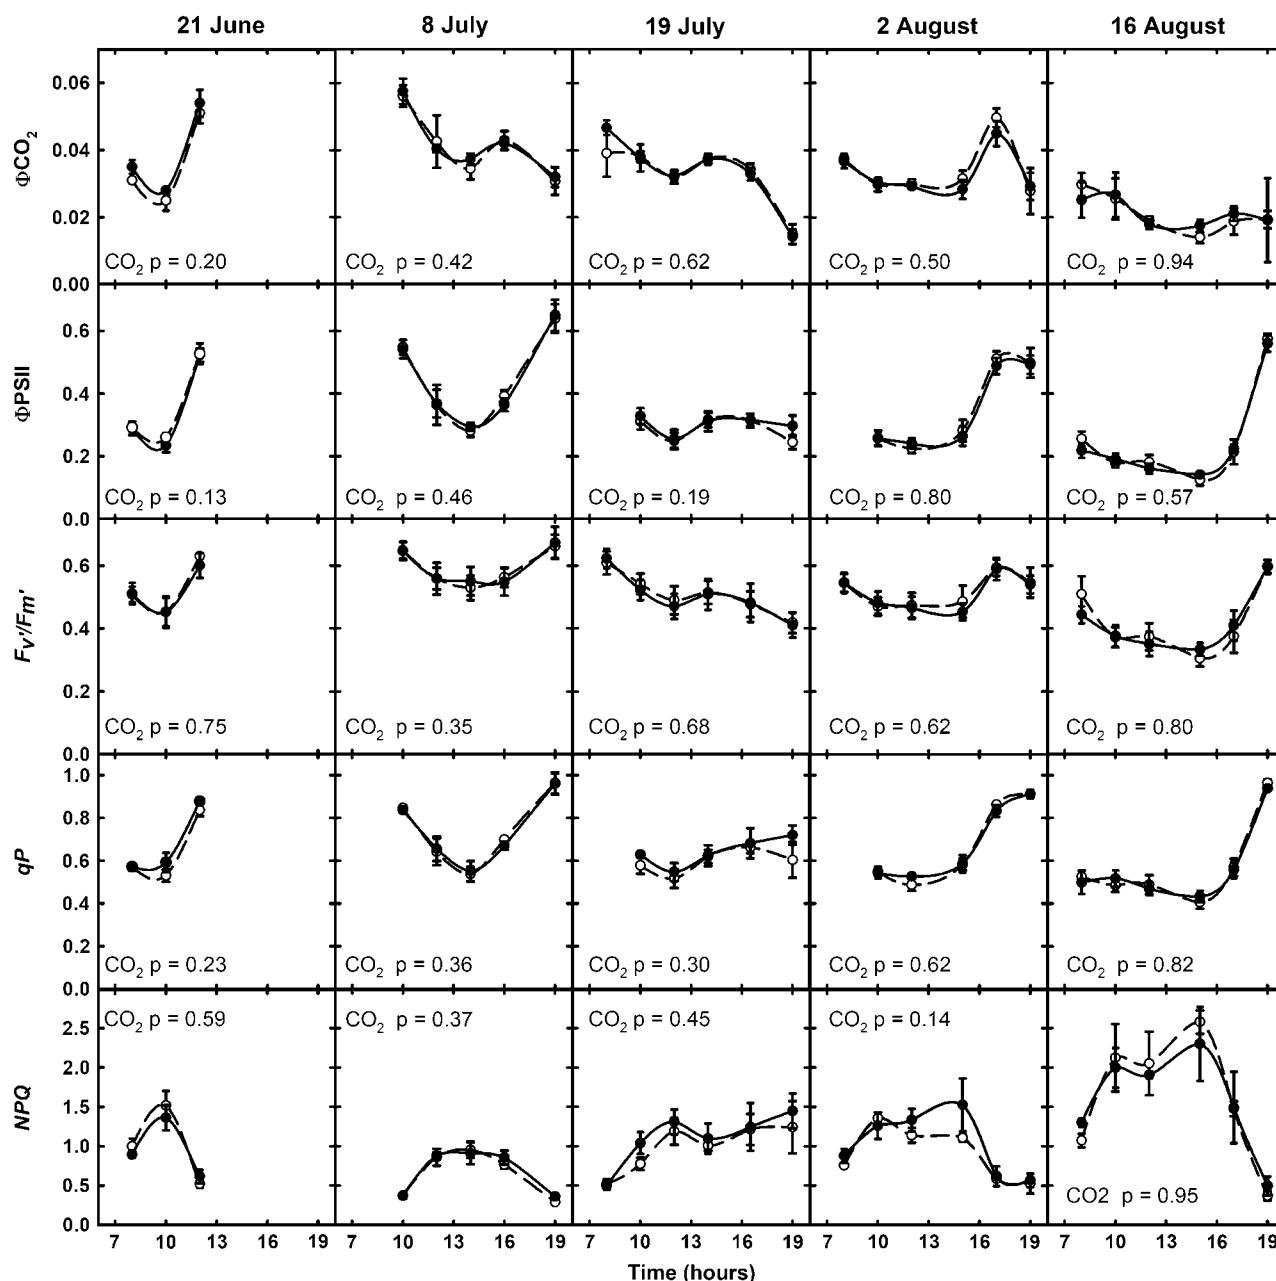 21 June 8 July 19 July 2 August 16 August
ΦCO2
0.06
0.04
0.02
0.00
CO2 p = 0.20 CO2 p = 0.42 CO2 p = 0.62 CO2 p = 0.50 CO2 p = 0.94
ΦPSII
0.6
0.4
0.2
0.0
CO2 p = 0.13 CO2 p = 0.46 CO2 p = 0.19 CO2 p = 0.80 CO2 p = 0.57
Fv'/Fm'
0.6
0.4
0.2
0.0
CO2 p = 0.75 CO2 p = 0.35 CO2 p = 0.68 CO2 p = 0.62 CO2 p = 0.80
qP
1.0
0.8
0.6
0.4
0.2
0.0
CO2 p = 0.23 CO2 p = 0.36 CO2 p = 0.30 CO2 p = 0.62 CO2 p = 0.82
NPQ
CO2 p = 0.59 CO2 p = 0.37 CO2 p = 0.45 CO2 p = 0.14
2.5
2.0
1.5
1.0
0.5
0.0
CO2 p = 0.95
7 10 13 16 19 10 13 16 19 7 10 13 16 19 7 10 13 16 19 7 10 13 16 19
Time (hours)